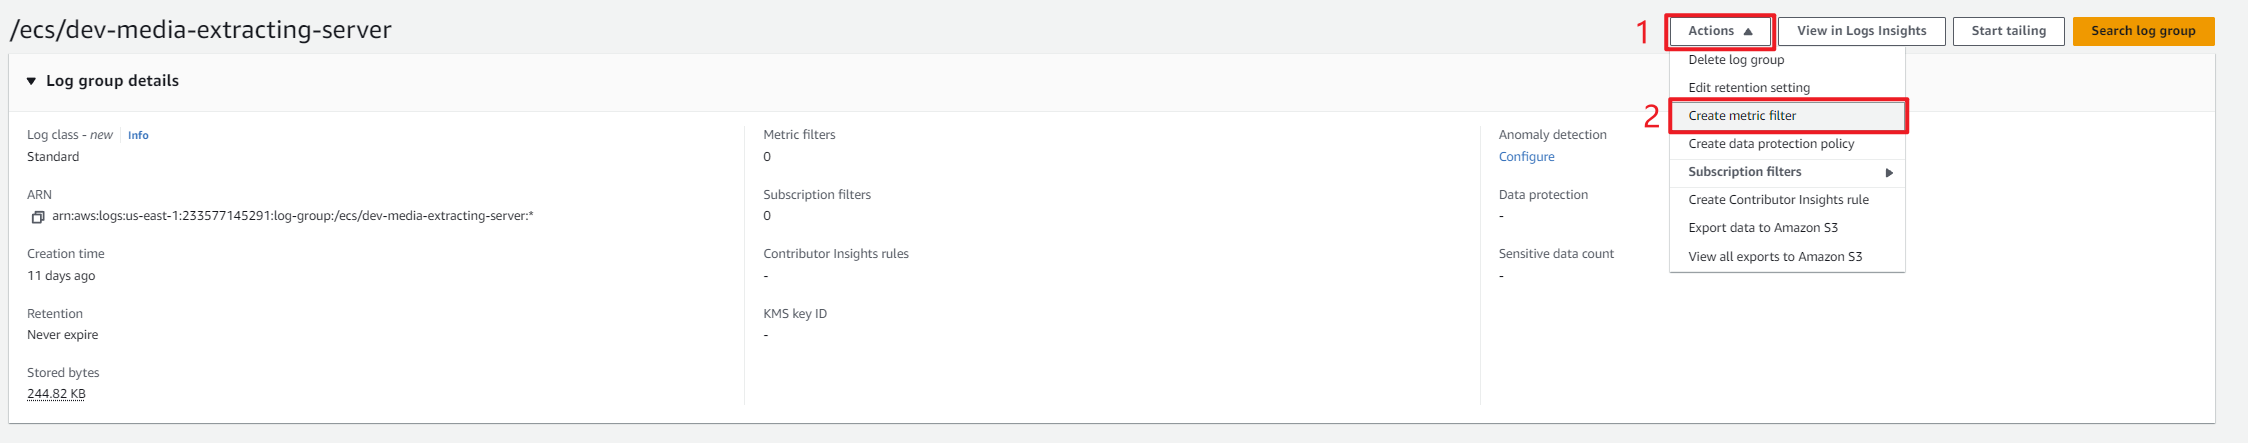 /ecs/dev-media-extracting-server
1
Actions ▲
View in Logs Insights
Start tailing
Search log group
Delete log group
Edit retention setting
2
Create metric filter
Create data protection policy
Subscription filters ▶
Create Contributor Insights rule
Export data to Amazon S3
View all exports to Amazon S3
▼ Log group details
Log class - new
Info
Standard
ARN
arn:aws:logs:us-east-1:233577145291:log-group:/ecs/dev-media-extracting-server:*
Creation time
11 days ago
Retention
Never expire
Stored bytes
244.82 KB
Metric filters
0
Subscription filters
0
Contributor Insights rules
-
KMS key ID
-
Anomaly detection
Configure
Data protection
-
Sensitive data count
-